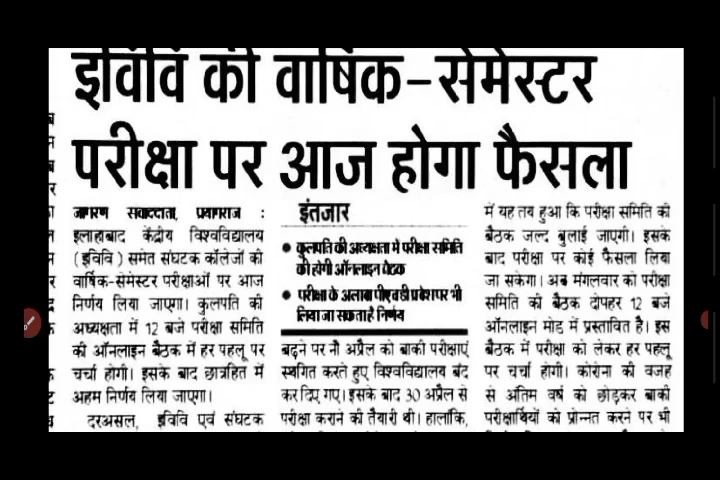 इविवि की वार्षिक-सेमेस्टर
परीक्षा पर आज होगा फैसला
जागरण संवाददाता, प्रयागराज :
इलाहाबाद केंद्रीय विश्वविद्यालय
(इविवि) समेत संघटक कॉलेजों की
वार्षिक-सेमेस्टर परीक्षाओं पर आज
निर्णय लिया जाएगा। कुलपति की
अध्यक्षता में 12 बजे परीक्षा समिति
की ऑनलाइन बैठक में हर पहलू पर
चर्चा होगी। इसके बाद छात्रहित में
अहम निर्णय लिया जाएगा।
दरअसल, इविवि एवं संघटक
इंतजार
● कुलपति की अध्यक्षता में परीक्षा समिति
की होगी ऑनलाइन बैठक
● परीक्षा के अलावा पीएचडी प्रवेश पर भी
लिया जा सकता है निर्णय
बढ़ने पर नौ अप्रैल को बाकी परीक्षाएं
स्थगित करते हुए विश्वविद्यालय बंद
कर दिए गए। इसके बाद 30 अप्रैल से
परीक्षा कराने की तैयारी थी। हालांकि,
में यह तय हुआ कि परीक्षा समिति की
बैठक जल्द बुलाई जाएगी। इसके
बाद परीक्षा पर कोई फैसला लिया
जा सकेगा। अब मंगलवार को परीक्षा
समिति की बैठक दोपहर 12 बजे
ऑनलाइन मोड में प्रस्तावित है। इस
बैठक में परीक्षा को लेकर हर पहलू
पर चर्चा होगी। कोरोना की वजह
से अंतिम वर्ष को छोड़कर बाकी
परीक्षार्थियों को प्रोन्नत करने पर भी